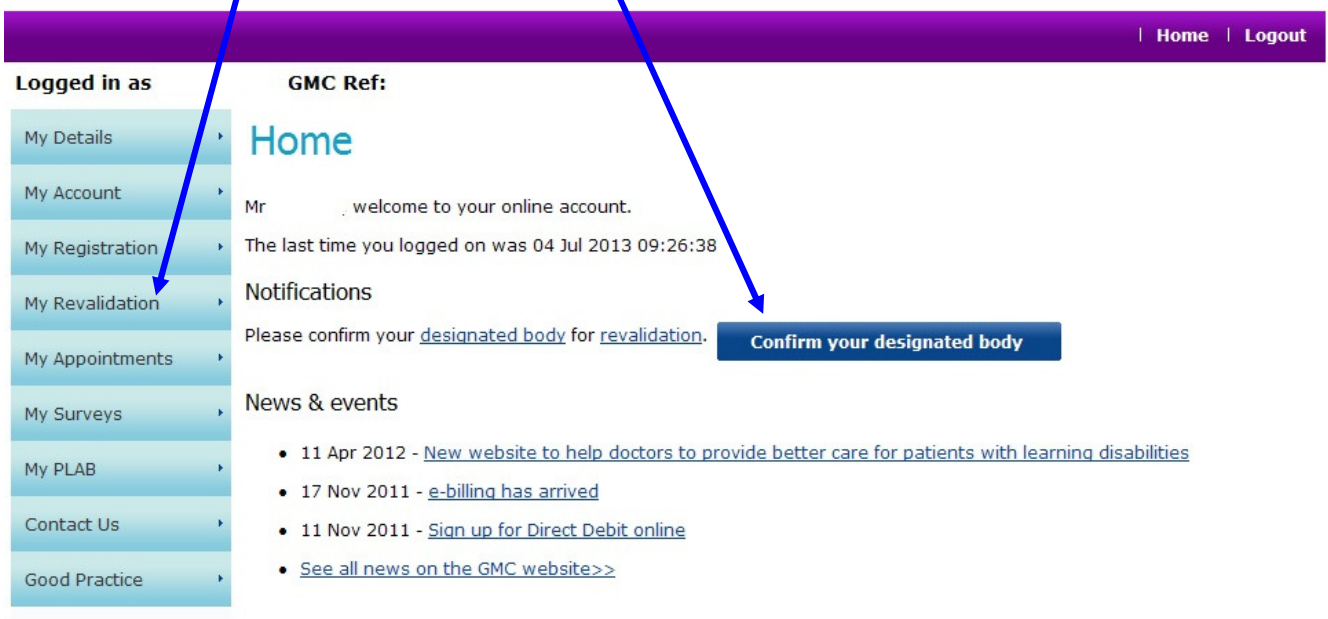 Home | Logout
Logged in as GMC Ref:
My Details
My Account
My Registration
My Revalidation
My Appointments
My Surveys
My PLAB
Contact Us
Good Practice
Home
Mr , welcome to your online account.
The last time you logged on was 04 Jul 2013 09:26:38
Notifications
Please confirm your designated body for revalidation. Confirm your designated body
News & events
• 11 Apr 2012 - New website to help doctors to provide better care for patients with learning disabilities
• 17 Nov 2011 - e-billing has arrived
• 11 Nov 2011 - Sign up for Direct Debit online
• See all news on the GMC website>>